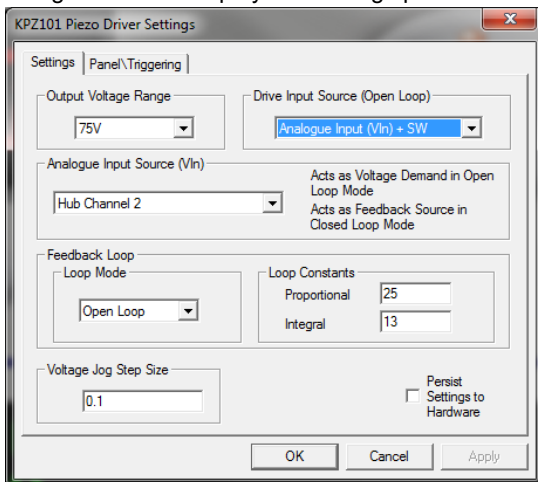 KPZ101 Piezo Driver Settings
X
Settings
Panel\Triggering
Output Voltage Range
75V
Drive Input Source (Open Loop)
Analogue Input (VIn) + SW
Analogue Input Source (VIn)
Hub Channel 2
Acts as Voltage Demand in Open
Loop Mode
Acts as Feedback Source in
Closed Loop Mode
Feedback Loop
Loop Mode
Open Loop
Loop Constants
Proportional 25
Integral 13
Voltage Jog Step Size
0.1
Persist
Settings to
Hardware
OK
Cancel
Apply